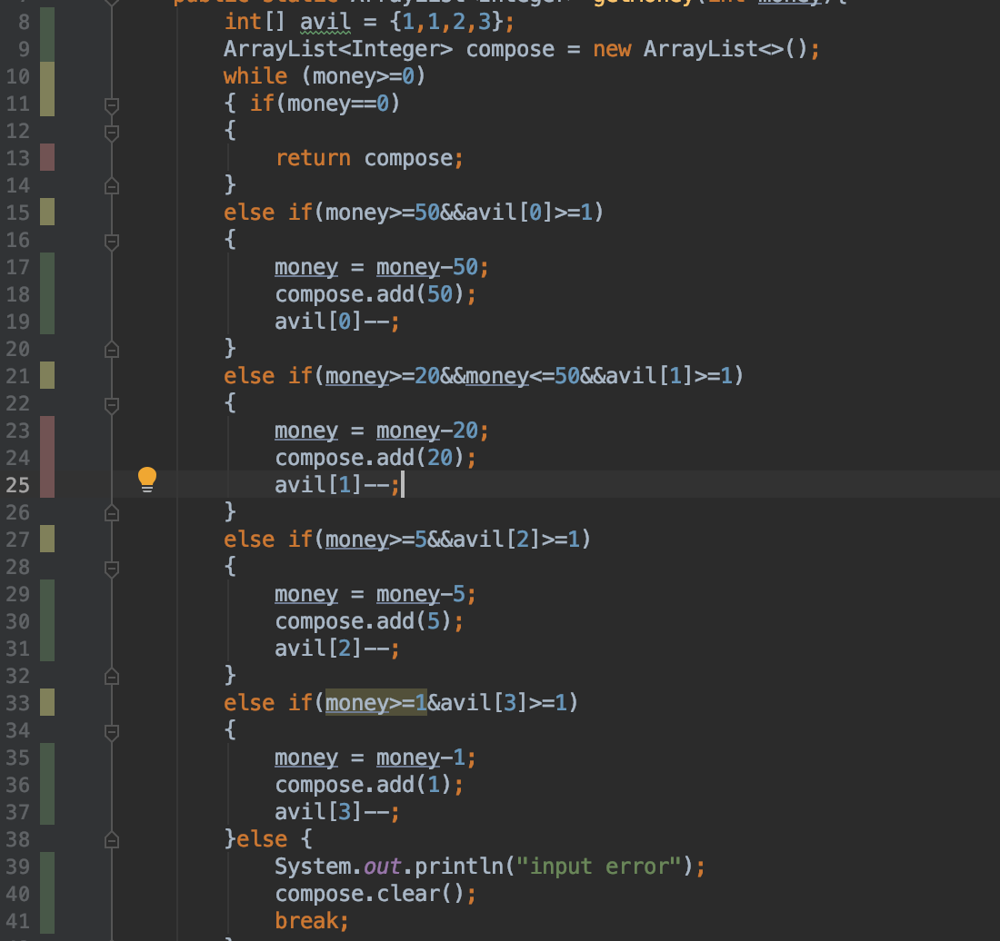 public static ArrayList<Integer> getMoney(int money){
8 int[] avil = {1,1,2,3};
9 ArrayList<Integer> compose = new ArrayList<>();
10 while (money>=0)
11 { if(money==0)
12 {
13 return compose;
14 }
15 else if(money>=50&&avil[0]>=1)
16 {
17 money = money-50;
18 compose.add(50);
19 avil[0]--;
20 }
21 else if(money>=20&&money<=50&&avil[1]>=1)
22 {
23 money = money-20;
24 compose.add(20);
25 avil[1]--;
26 }
27 else if(money>=5&&avil[2]>=1)
28 {
29 money = money-5;
30 compose.add(5);
31 avil[2]--;
32 }
33 else if(money>=1&avil[3]>=1)
34 {
35 money = money-1;
36 compose.add(1);
37 avil[3]--;
38 }else {
39 System.out.println("input error");
40 compose.clear();
41 break;